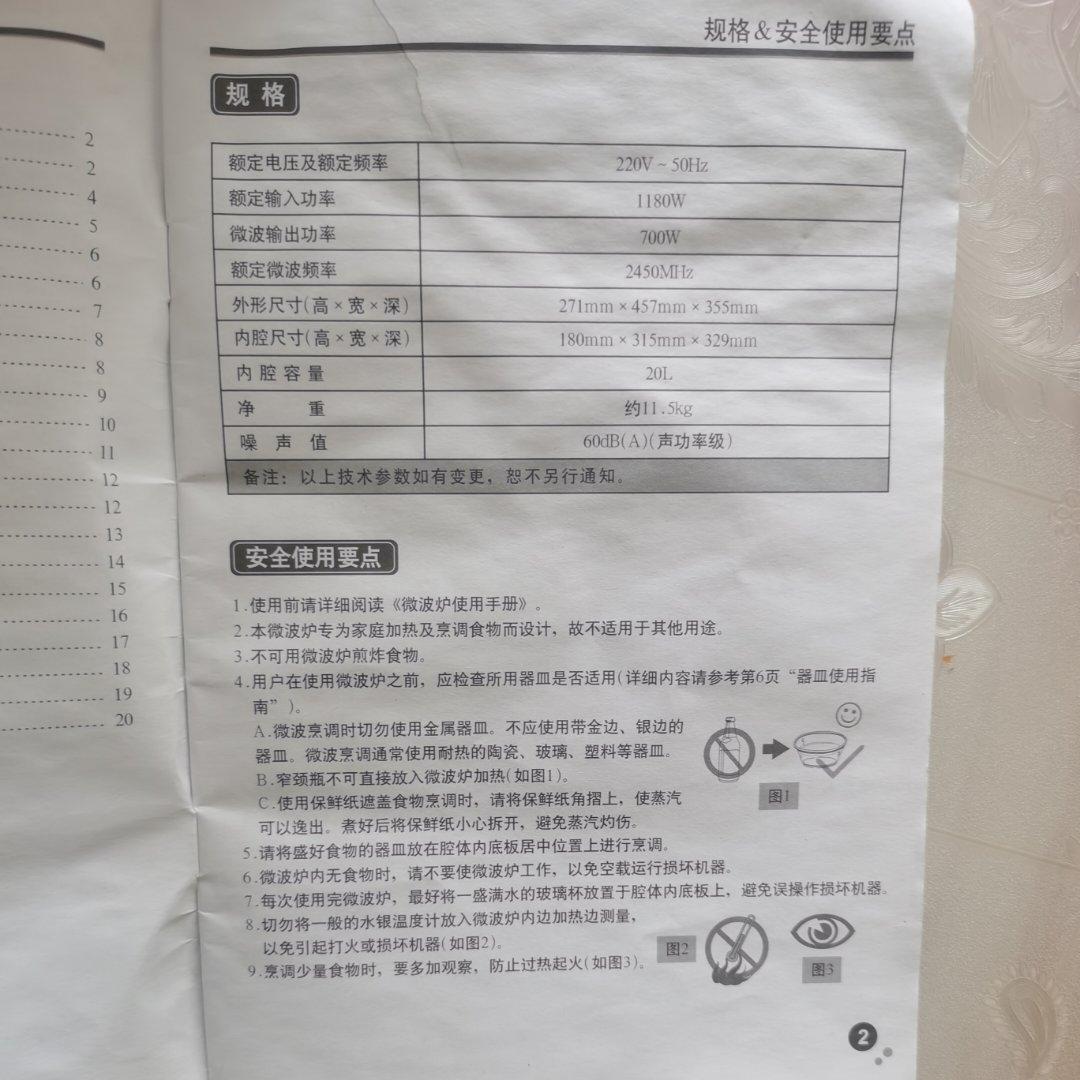 2
2
4
5
6
6
7
8
8
9
10
11
12
12
13
14
15
16
17
18
19
20
规格&安全使用要点
规格
额定电压及额定频率 220V~50Hz
额定输入功率 1180W
微波输出功率 700W
额定微波频率 2450MHz
外形尺寸(高×宽×深) 271mm×457mm×355mm
内腔尺寸(高×宽×深) 180mm×315mm×329mm
内腔容量 20L
净重 约11.5kg
噪声值 60dB(A)(声功率级)
备注：以上技术参数如有变更，恕不另行通知。
安全使用要点
1.使用前请详细阅读《微波炉使用手册》。
2.本微波炉专为家庭加热及烹调食物而设计，故不适用于其他用途。
3.不可用微波炉煎炸食物。
4.用户在使用微波炉之前，应检查所用器皿是否适用(详细内容请参考第6页“器皿使用指
南”)。
A.微波烹调时切勿使用金属器皿。不应使用带金边、银边的
器皿。微波烹调通常使用耐热的陶瓷、玻璃、塑料等器皿。
B.窄颈瓶不可直接放入微波炉加热(如图1)。
C.使用保鲜纸遮盖食物烹调时，请将保鲜纸角摺上，使蒸汽
可以逸出。煮好后将保鲜纸小心拆开，避免蒸汽灼伤。
图1
5.请将盛好食物的器皿放在腔体内底板居中位置上进行烹调。
6.微波炉内无食物时，请不要使微波炉工作，以免空载运行损坏机器。
7.每次使用完微波炉，最好将一盛满水的玻璃杯放置于腔体内底板上，避免误操作损坏机器。
8.切勿将一般的水银温度计放入微波炉内边加热边测量，
以免引起打火或损坏机器(如图2)。
9.烹调少量食物时，要多加观察，防止过热起火(如图3)。
图2
图3
2